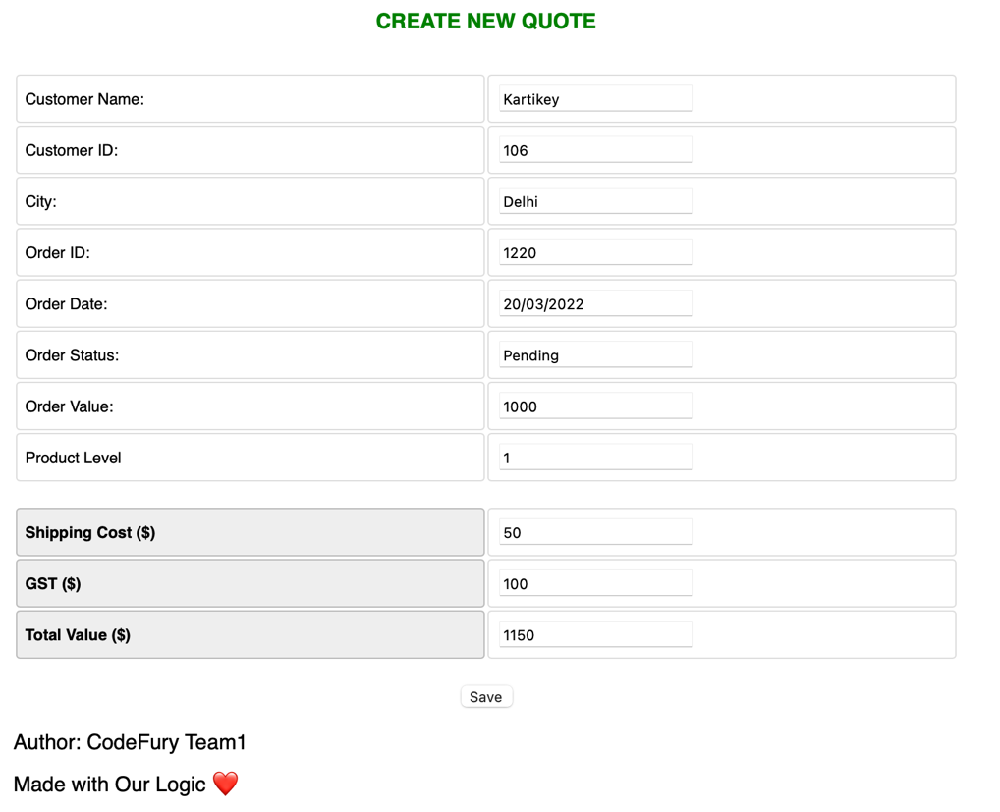 CREATE NEW QUOTE
Customer Name: Kartikey
Customer ID: 106
City: Delhi
Order ID: 1220
Order Date: 20/03/2022
Order Status: Pending
Order Value: 1000
Product Level 1
Shipping Cost ($) 50
GST ($) 100
Total Value ($) 1150
Save
Author: CodeFury Team1
Made with Our Logic ❤️